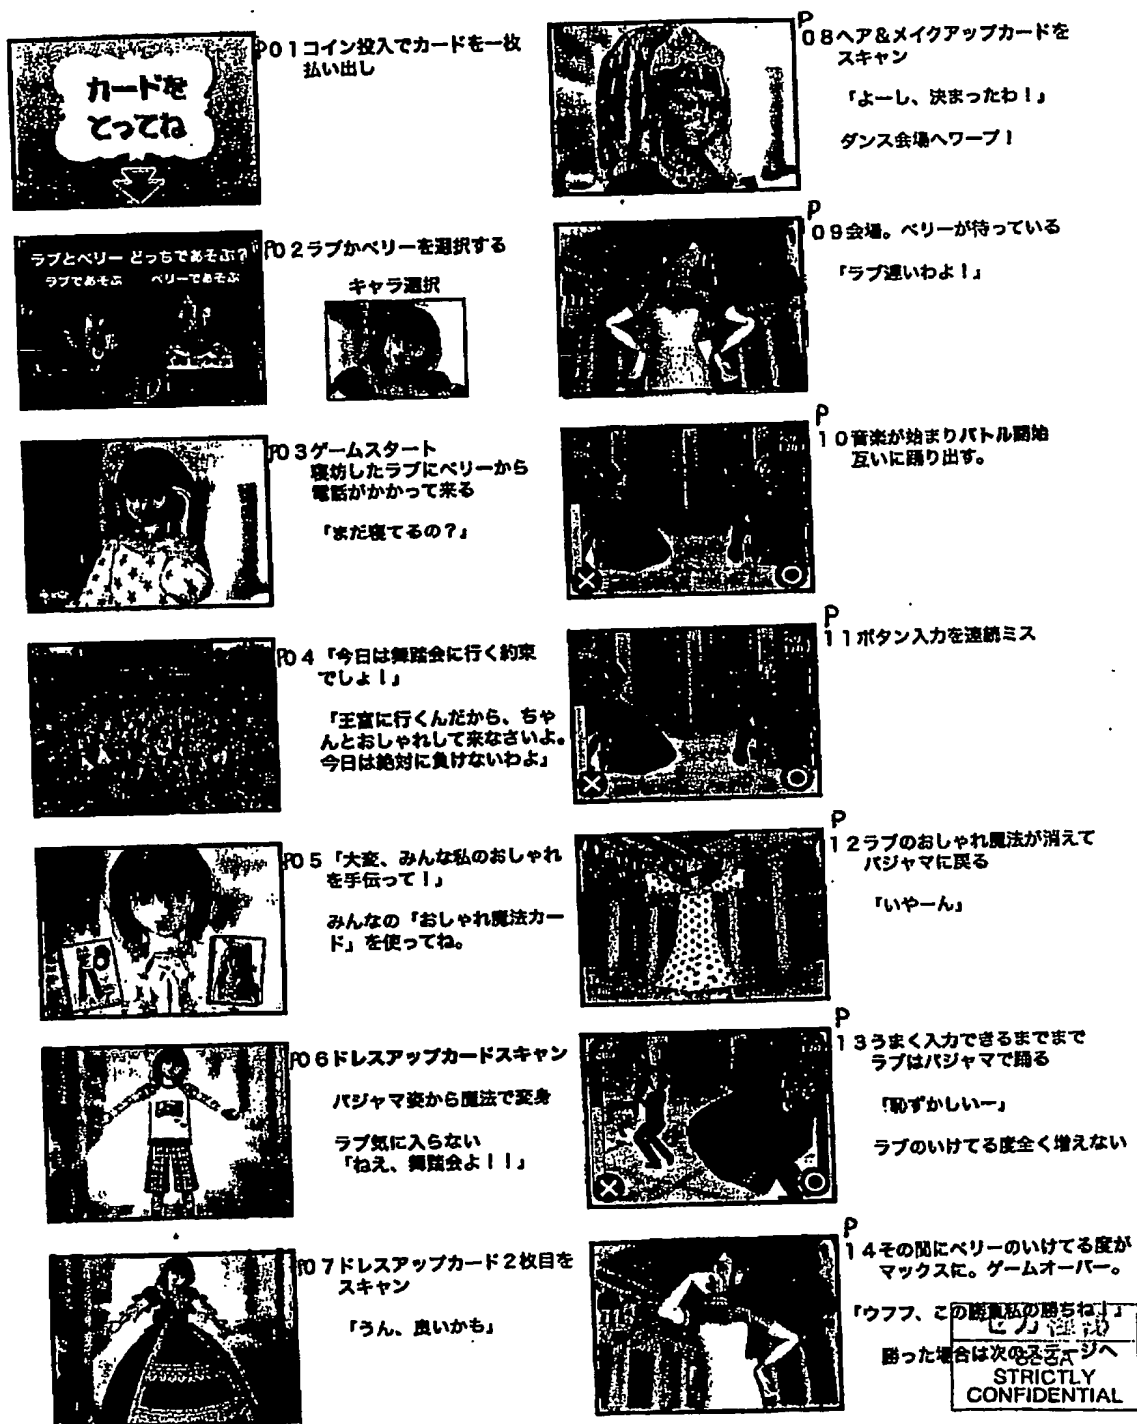 カードを
とってね
P01コイン投入でカードを一枚
払い出し
ラブとベリー どっちであそぶ?
ラブであそぶ ベリーであそぶ
P02ラブかベリーを選択する
キャラ選択
P03ゲームスタート
寝坊したラブにベリーから
電話がかかって来る
「まだ寝てるの?」
P04「今日は舞踏会に行く約束
でしょ!」
「王宮に行くんだから、ちゃ
んとおしゃれして来なさいよ。
今日は絶対に負けないわよ」
P05「大変、みんな私のおしゃれ
を手伝って!」
みんなの「おしゃれ魔法カー
ド」を使ってね。
P06ドレスアップカードスキャン
パジャマ姿から魔法で変身
ラブ気に入らない
「ねえ、舞踏会よ!!」
P07ドレスアップカード2枚目を
スキャン
「うん、良いかも」
P
08ヘア&メイクアップカードを
スキャン
「よーし、決まったわ!」
ダンス会場へワープ!
P
09会場。ベリーが待っている
「ラブ遅いわよ!」
P
10音楽が始まりバトル開始
互いに踊り出す。
P
11ボタン入力を連続ミス
P
12ラブのおしゃれ魔法が消えて
パジャマに戻る
「いやーん」
P
13うまく入力できるまでまで
ラブはパジャマで踊る
「恥ずかしいー」
ラブのいけてる度全く増えない
P
14その間にベリーのいけてる度が
マックスに。ゲームオーバー。
「ウフフ、この勝負私の勝ちね!」
勝った場合は次のステージへ
SEGA
STRICTLY
CONFIDENTIAL